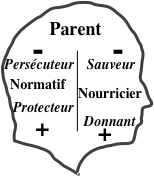 Parent
- -
Persécuteur Sauveur
Normatif
Nourricier
Protecteur
Donnant
+ +